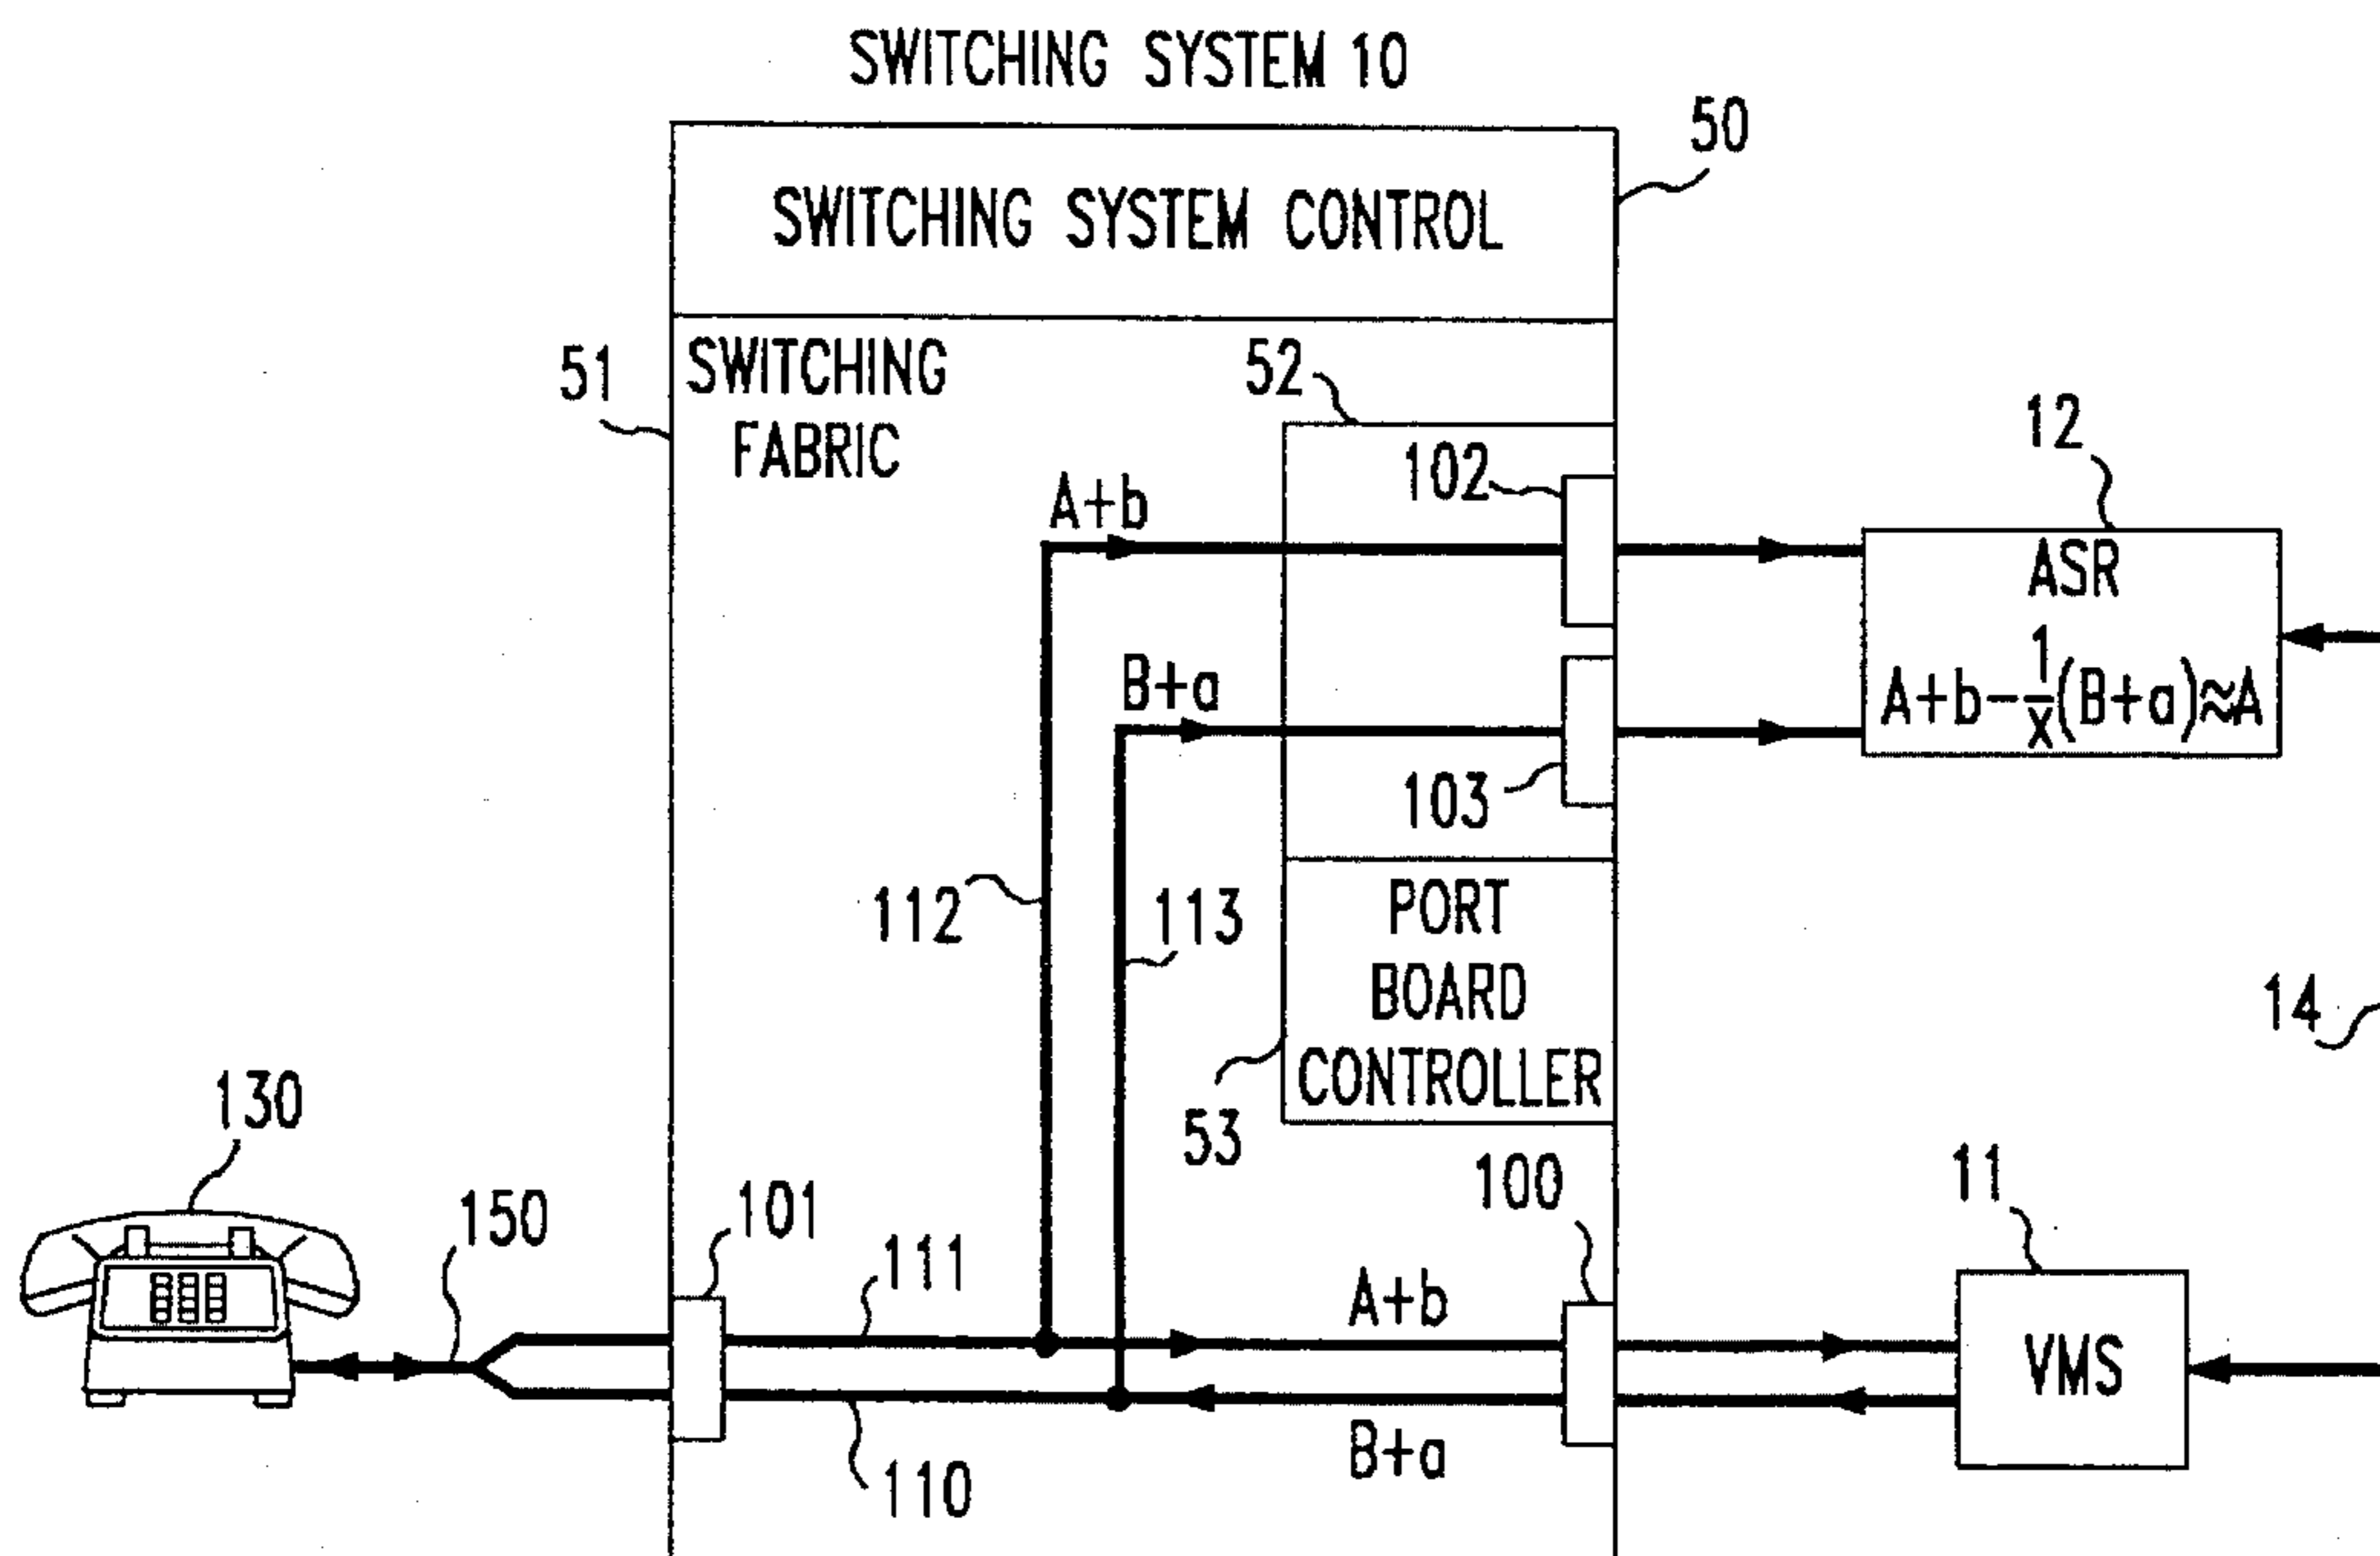 SWITCHING SYSTEM 10
50
SWITCHING SYSTEM CONTROL
51
SWITCHING
FABRIC
52
102
12
A+b
ASR
A+b-1/x(B+a)≈A
B+a
103
112
113
PORT
BOARD
CONTROLLER
14
53
130
150
101
111
100
11
A+b
VMS
B+a
110